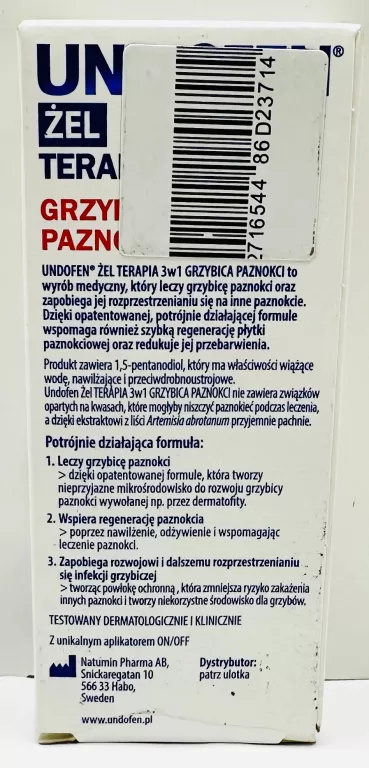 UN OFEN®
ŻEL
TERA
GRZY
PAZN
86 D23714
2716544
UNDOFEN® ŻEL TERAPIA 3w1 GRZYBICA PAZNOKCI to
wyrób medyczny, który leczy grzybicę paznokci oraz
zapobiega jej rozprzestrzenianiu się na inne paznokcie.
Dzięki opatentowanej, potrójnie działającej formule
wspomaga również szybką regenerację płytki
paznokciowej oraz redukuje jej przebarwienia.
Produkt zawiera 1,5-pentanodiol, który ma właściwości wiążące
wodę, nawilżające i przeciwdrobnoustrojowe.
Undofen Żel TERAPIA 3w1 GRZYBICA PAZNOKCI nie zawiera związków
opartych na kwasach, które mogłyby niszczyć paznokieć podczas leczenia,
a dzięki ekstraktowi z liści Artemisia abrotanum przyjemnie pachnie.
Potrójnie działająca formuła:
1. Leczy grzybicę paznokci
> dzięki opatentowanej formule, która tworzy
nieprzyjazne mikrośrodowisko do rozwoju grzybicy
paznokci wywołanej np. przez dermatofity.
2. Wspiera regenerację paznokcia
> poprzez nawilżenie, odżywienie i wspomagając
leczenie paznokci.
3. Zapobiega rozwojowi i dalszemu rozprzestrzenianiu
się infekcji grzybiczej
> tworząc powłokę ochronną , która zmniejsza ryzyko zakażenia
innych paznokci i tworzy niekorzystne środowisko dla grzybów.
TESTOWANY DERMATOLOGICZNIE I KLINICZNIE
Z unikalnym aplikatorem ON/OFF
Natumin Pharma AB,
Snickaregatan 10
566 33 Habo,
Sweden
Dystrybutor:
patrz ulotka
www.undofen.pl